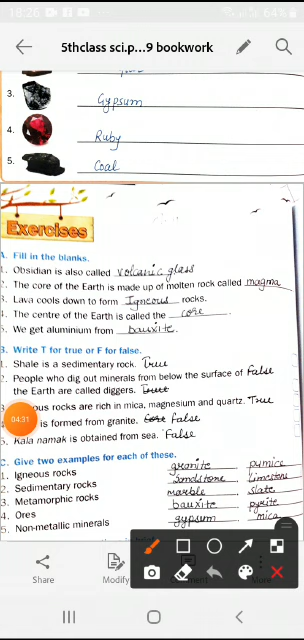 18:26 64%
5thclass sci.p...9 bookwork
3. Gypsum
4. Ruby
5. Coal
Exercises
A. Fill in the blanks.
1. Obsidian is also called volcanic glass
2. The core of the Earth is made up of molten rock called magma
3. Lava cools down to form Igneous rocks.
4. The centre of the Earth is called the core.
5. We get aluminium from bauxite.
B. Write T for true or F for false.
1. Shale is a sedimentary rock. True
2. People who dig out minerals from below the surface of False
the Earth are called diggers.
ous rocks are rich in mica, magnesium and quartz. True
04:31
is formed from granite. False
5. Kala namak is obtained from sea. False
C. Give two examples for each of these.
1. Igneous rocks granite pumice
2. Sedimentary rocks Sandstone limestone
3. Metamorphic rocks marble slate
4. Ores bauxite pyrite
5. Non-metallic minerals gypsum mica
Share Modify More